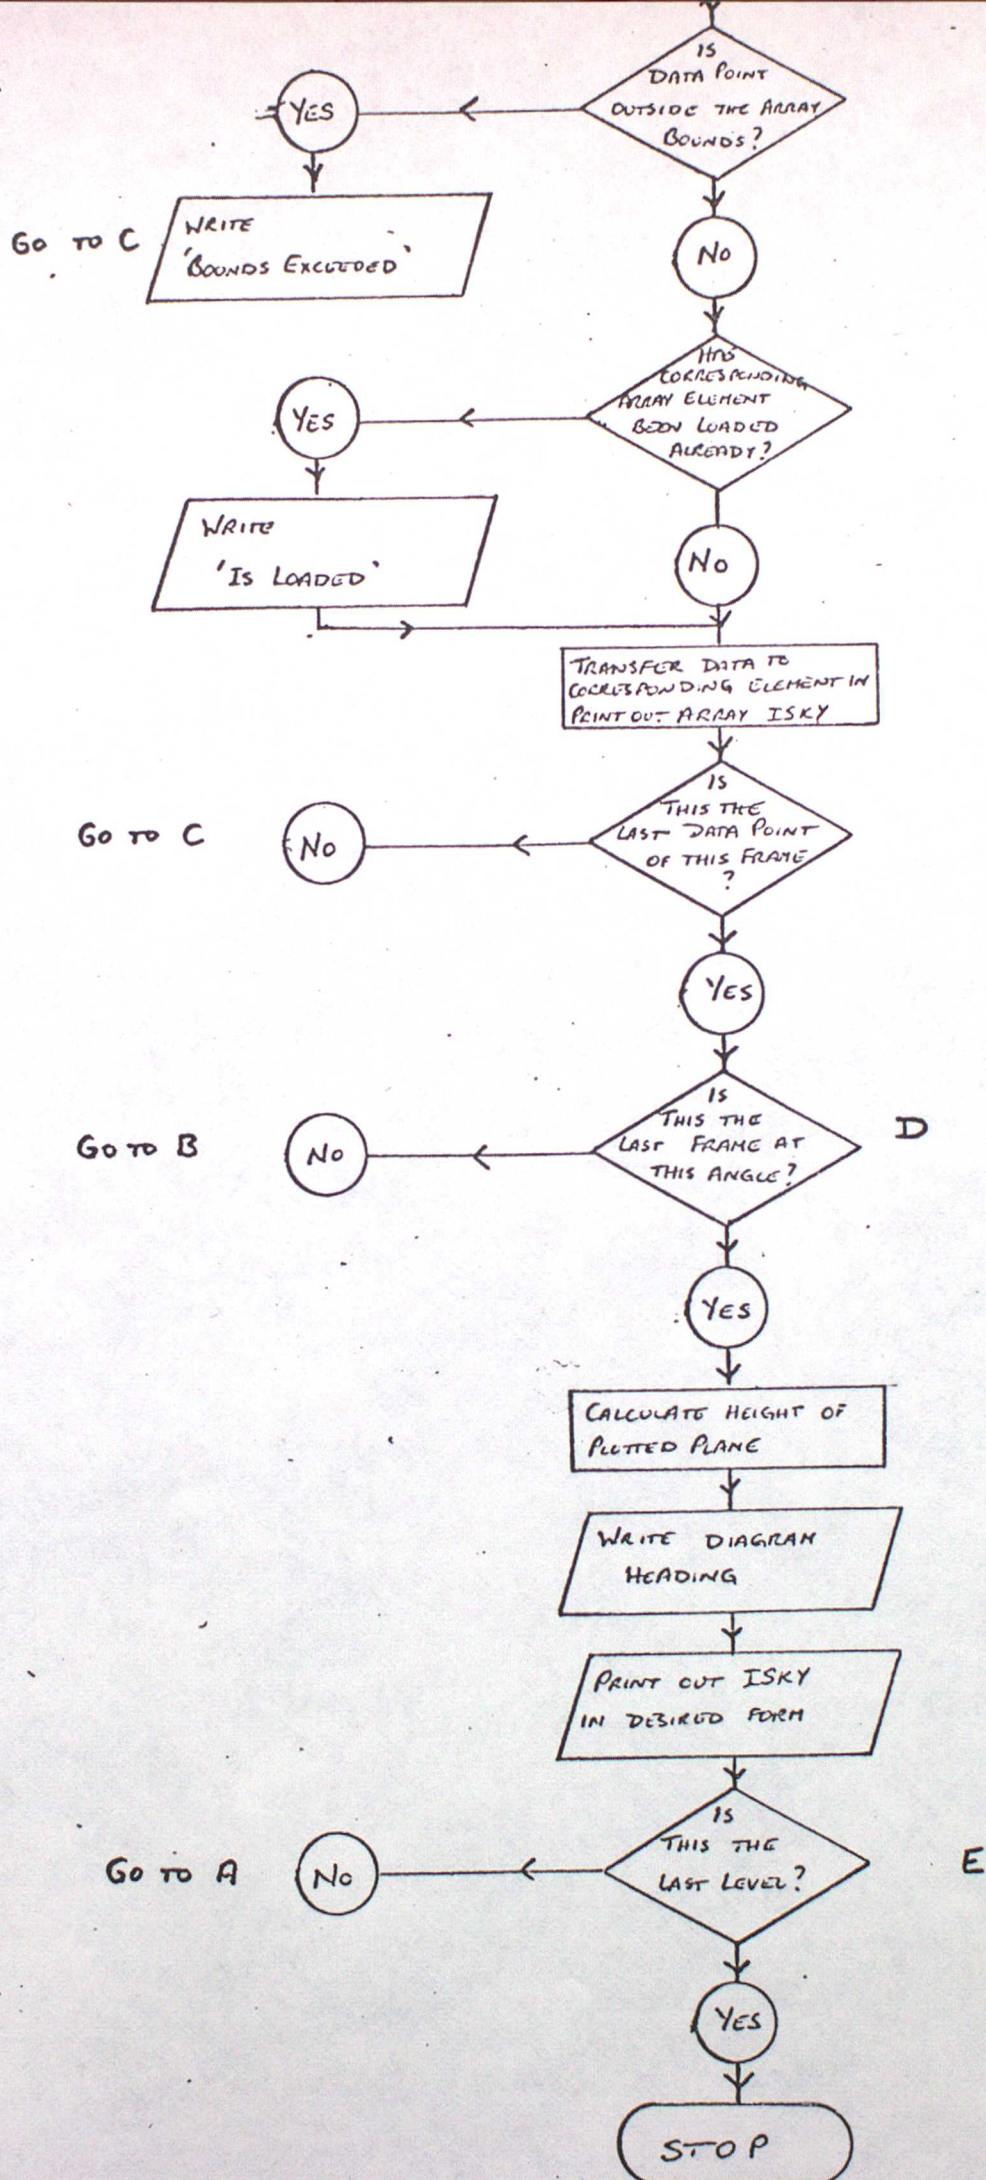 IS
DATA POINT
OUTSIDE THE ARRAY
BOUNDS?
YES
GO TO C
WRITE
'BOUNDS EXCEEDED'
NO
HAS
CORRESPONDING
ARRAY ELEMENT
BEEN LOADED
ALREADY?
YES
WRITE
'IS LOADED'
NO
TRANSFER DATA TO
CORRESPONDING ELEMENT IN
PRINT OUT ARRAY ISKY
IS
THIS THE
LAST DATA POINT
OF THIS FRAME
?
GO TO C
NO
YES
IS
THIS THE
LAST FRAME AT
THIS ANGLE?
D
GO TO B
NO
YES
CALCULATE HEIGHT OF
PLOTTED PLANE
WRITE DIAGRAM
HEADING
PRINT OUT ISKY
IN DESIRED FORM
IS
THIS THE
LAST LEVEL?
E
GO TO A
NO
YES
STOP